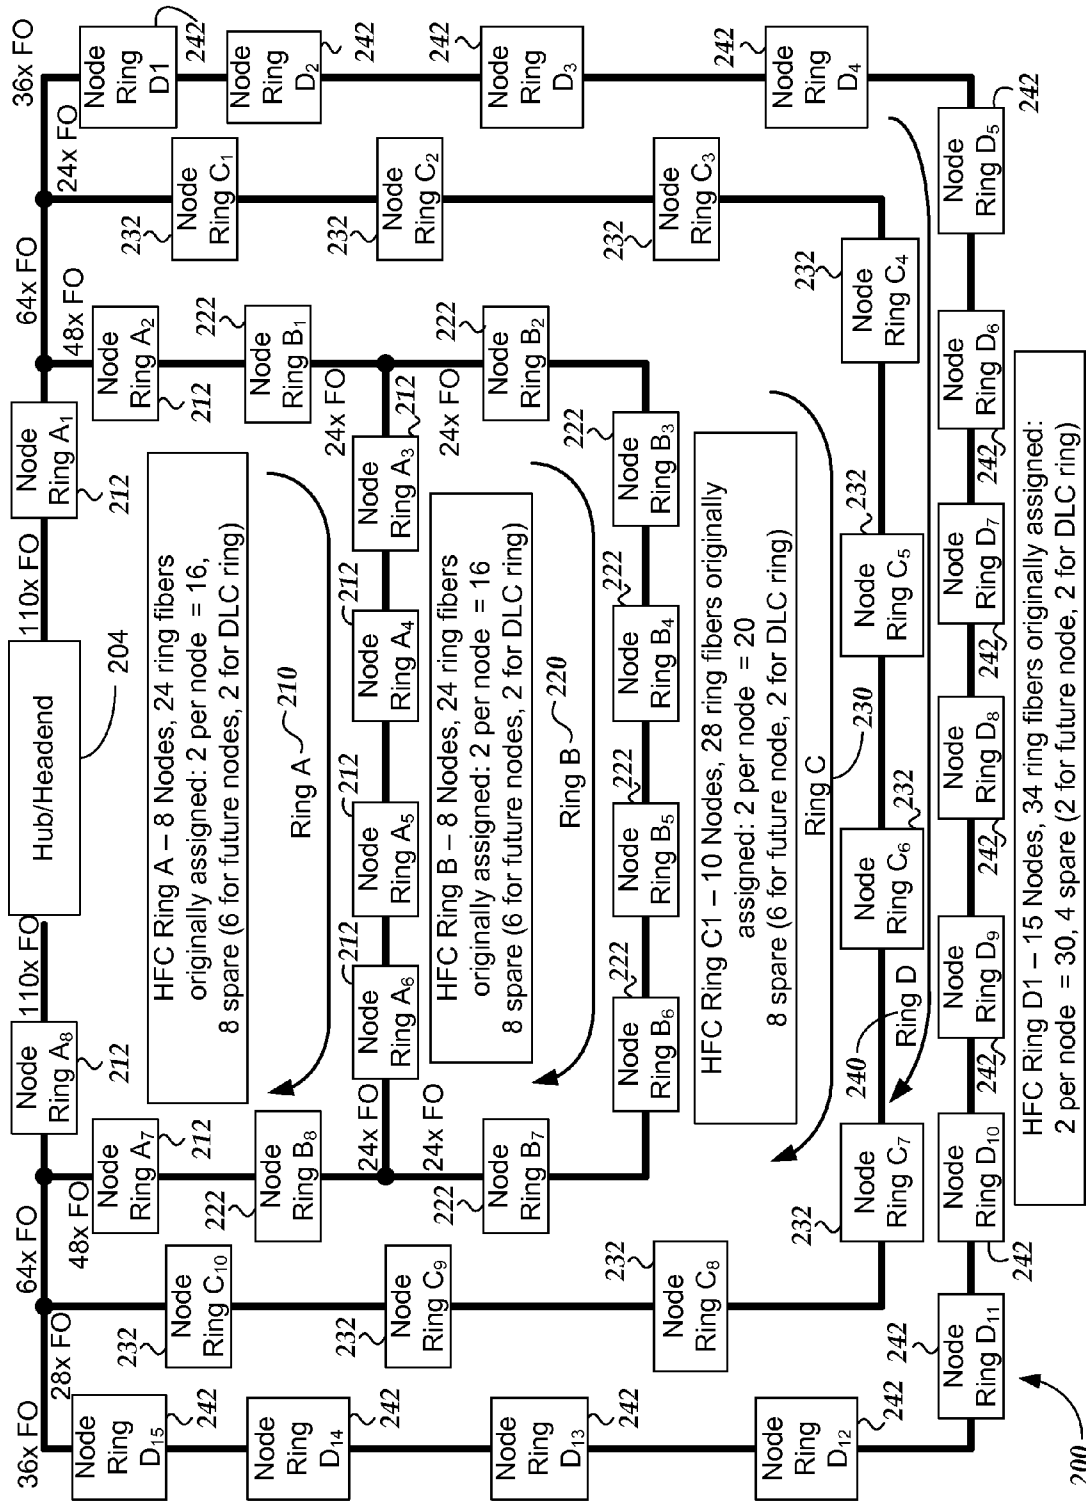 36x FO
64x FO
110x FO
Hub/Headend
204
110x FO
64x FO
36x FO
28x FO
48x FO
48x FO
24x FO
Node
Ring A₈
212
Node
Ring A₁
212
Node
Ring
D₁₅
242
Node
Ring A₇
212
Node
Ring A₂
212
Node
Ring
D1
242
Node
Ring C₁₀
232
Node
Ring C₁
232
HFC Ring A – 8 Nodes, 24 ring fibers
originally assigned: 2 per node = 16,
8 spare (6 for future nodes, 2 for DLC ring)
Ring A
210
Node
Ring
D₁₄
242
Node
Ring B₈
222
Node
Ring B₁
222
Node
Ring
D₂
242
24x FO
24x FO
Node
Ring A₆
212
Node
Ring A₅
212
Node
Ring A₄
212
Node
Ring A₃
212
24x FO
24x FO
Node
Ring C₉
232
Node
Ring C₂
232
HFC Ring B – 8 Nodes, 24 ring fibers
originally assigned: 2 per node = 16
8 spare (6 for future nodes, 2 for DLC ring)
Ring B
220
Node
Ring
D₁₃
242
Node
Ring B₇
222
Node
Ring B₂
222
Node
Ring
D₃
242
Node
Ring B₆
222
Node
Ring B₅
222
Node
Ring B₄
222
Node
Ring B₃
222
Node
Ring C₈
232
Node
Ring C₃
232
HFC Ring C1 – 10 Nodes, 28 ring fibers originally
assigned: 2 per node = 20
8 spare (6 for future nodes, 2 for DLC ring)
Ring C
230
Node
Ring
D₁₂
242
Node
Ring
D₄
242
Node
Ring C₇
232
Node
Ring C₆
232
Node
Ring C₅
232
Node
Ring C₄
232
240
Ring D
Node
Ring D₁₁
242
Node
Ring D₁₀
242
Node
Ring D₉
242
Node
Ring D₈
242
Node
Ring D₇
242
Node
Ring D₆
242
Node
Ring D₅
242
HFC Ring D1 – 15 Nodes, 34 ring fibers originally assigned:
2 per node = 30, 4 spare (2 for future node, 2 for DLC ring)
200